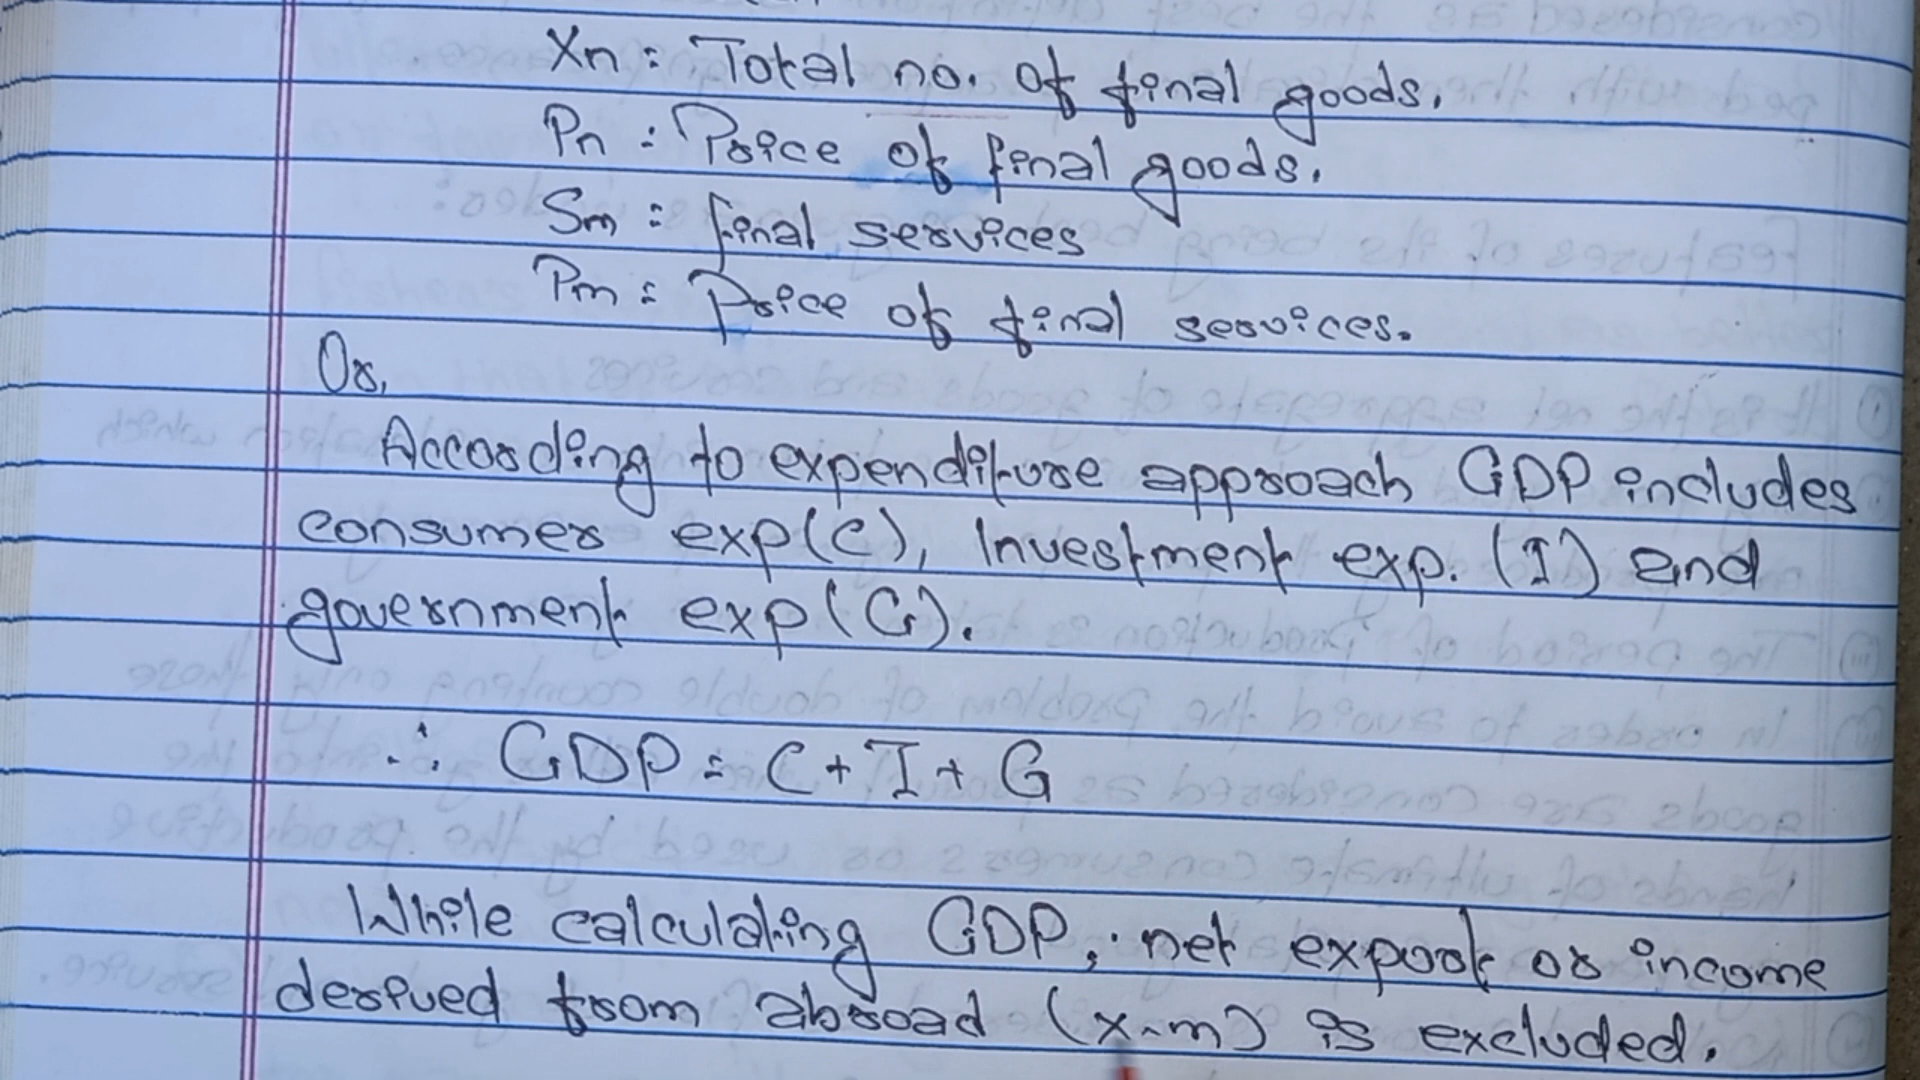 Xn : Total no. of final goods.
Pn : Price of final goods.
Sm : final services
Pm : Price of final services.
Or,
According to expenditure approach GDP includes
consumer exp(C), Investment exp. (I) and
government exp(G).
∴ GDP = C + I + G
While calculating GDP, net export or income
derived from abroad (x-m) is excluded.